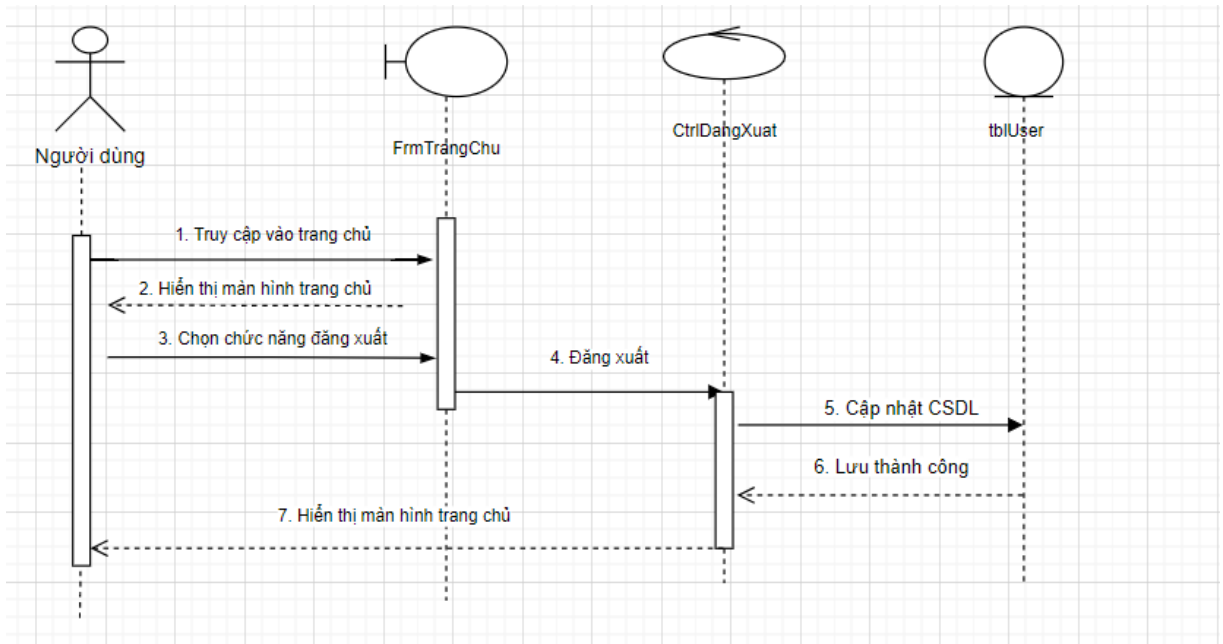 Người dùng
FrmTrangChu
CtrlDangXuat
tblUser
1. Truy cập vào trang chủ
2. Hiển thị màn hình trang chủ
3. Chọn chức năng đăng xuất
4. Đăng xuất
5. Cập nhật CSDL
6. Lưu thành công
7. Hiển thị màn hình trang chủ